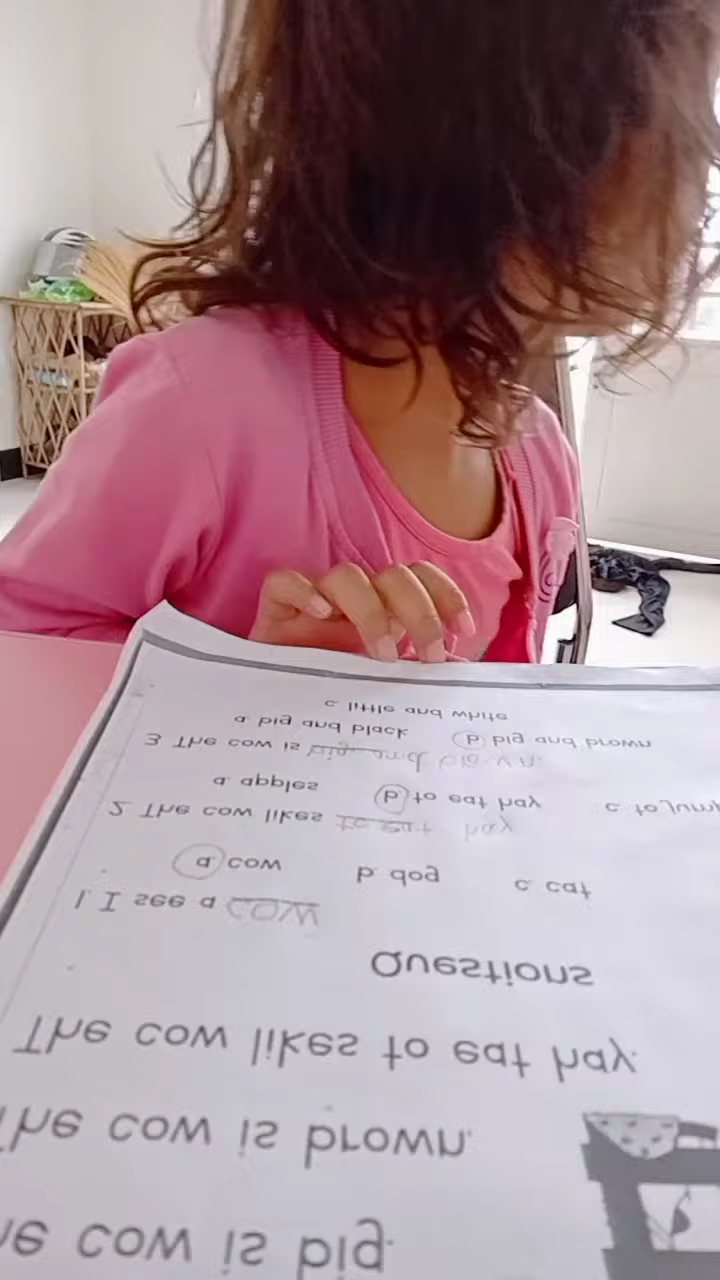 he cow is big.
The cow is brown.
The cow likes to eat hay.
Questions
1. I see a cow
a. cow b. dog c. cat
2. The cow likes to eat hay
a. apples b. to eat hay c. to jump
3. The cow is big and brown.
a. big and black b. big and brown
c. little and white